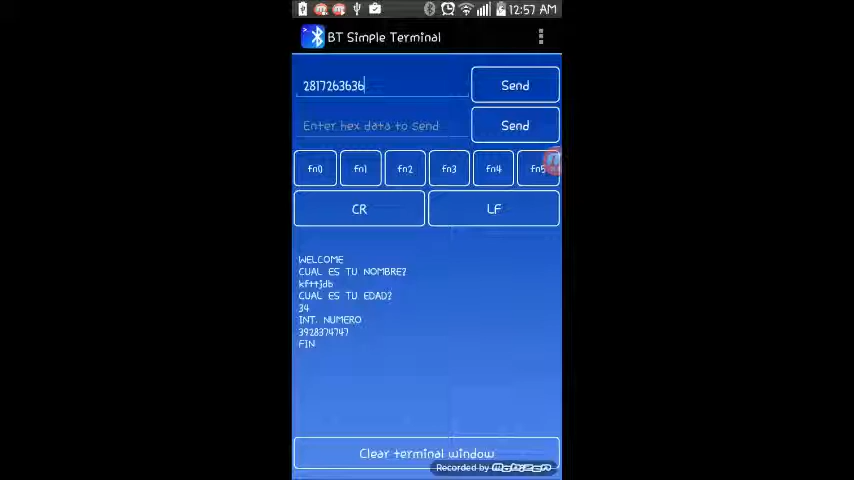 12:57 AM
BT Simple Terminal
2817263636
Send
Enter hex data to send
Send
fn0 fn1 fn2 fn3 fn4 fn5
CR LF
WELCOME
CUAL ES TU NOMBRE?
kfttjdb
CUAL ES TU EDAD?
34
INT. NUMERO
3928374747
FIN
Clear terminal window
Recorded by